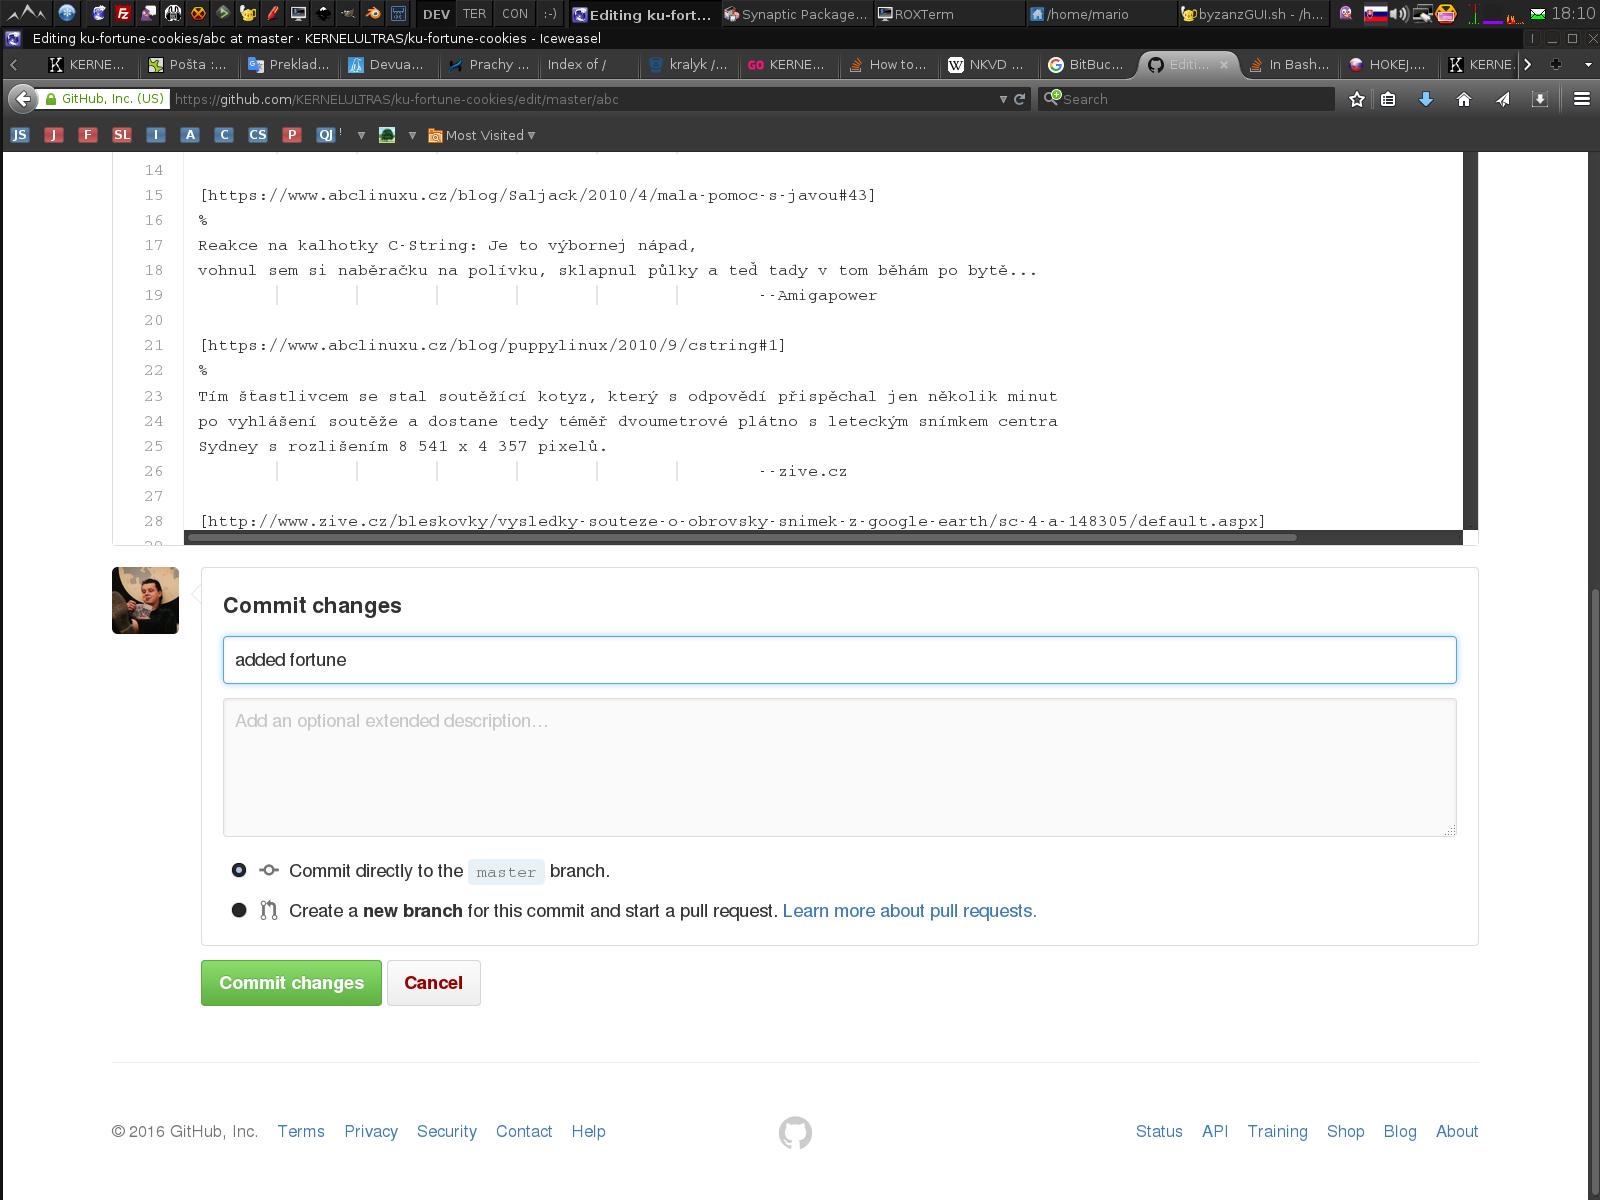 DEV TER CON :-) Editing ku-fort... Synaptic Package... ROXTerm /home/mario byzanzGUI.sh - /h... 18:10
Editing ku-fortune-cookies/abc at master · KERNELULTRAS/ku-fortune-cookies - Iceweasel
KERNE... Pošta :... Preklad... Devua... Prachy ... Index of / kralyk /... GO KERNE... How to... W NKVD ... BitBuc... Editi... × In Bash... HOKEJ.... KERNE.
GitHub, Inc. (US) https://github.com/KERNELULTRAS/ku-fortune-cookies/edit/master/abc Search
JS J F SL I A C CS P QJ ! Most Visited
14
15 [https://www.abclinuxu.cz/blog/Saljack/2010/4/mala-pomoc-s-javou#43]
16 %
17 Reakce na kalhotky C-String: Je to výbornej nápad,
18 vohnul sem si naběračku na polívku, sklapnul půlky a teď tady v tom běhám po bytě...
19 --Amigapower
20
21 [https://www.abclinuxu.cz/blog/puppylinux/2010/9/cstring#1]
22 %
23 Tím šťastlivcem se stal soutěžící kotyz, který s odpovědí přispěchal jen několik minut
24 po vyhlášení soutěže a dostane tedy téměř dvoumetrové plátno s leteckým snímkem centra
25 Sydney s rozlišením 8 541 x 4 357 pixelů.
26 --zive.cz
27
28 [http://www.zive.cz/bleskovky/vysledky-souteze-o-obrovsky-snimek-z-google-earth/sc-4-a-148305/default.aspx]
29
Commit changes
added fortune
Add an optional extended description…
Commit directly to the master branch.
Create a new branch for this commit and start a pull request. Learn more about pull requests.
Commit changes Cancel
© 2016 GitHub, Inc. Terms Privacy Security Contact Help Status API Training Shop Blog About